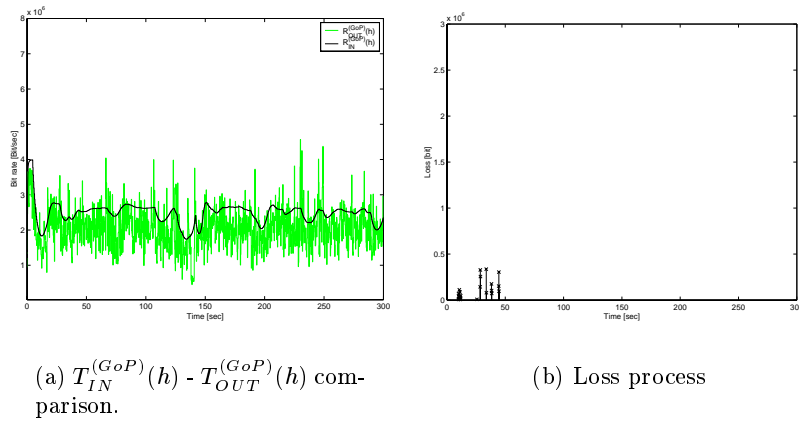 x 10^6
8
7
6
5
4
3
2
1
Bit rate [Bit/sec]
0 50 100 150 200 250 300
Time [sec]
R_OUT^(GoP)(h)
R_IN^(GoP)(h)
x 10^6
3
2.5
2
1.5
1
0.5
0
Loss [bit]
0 50 100 150 200 250 300
Time [sec]
(a) T_IN^(GoP)(h) - T_OUT^(GoP)(h) com-
parison.
(b) Loss process